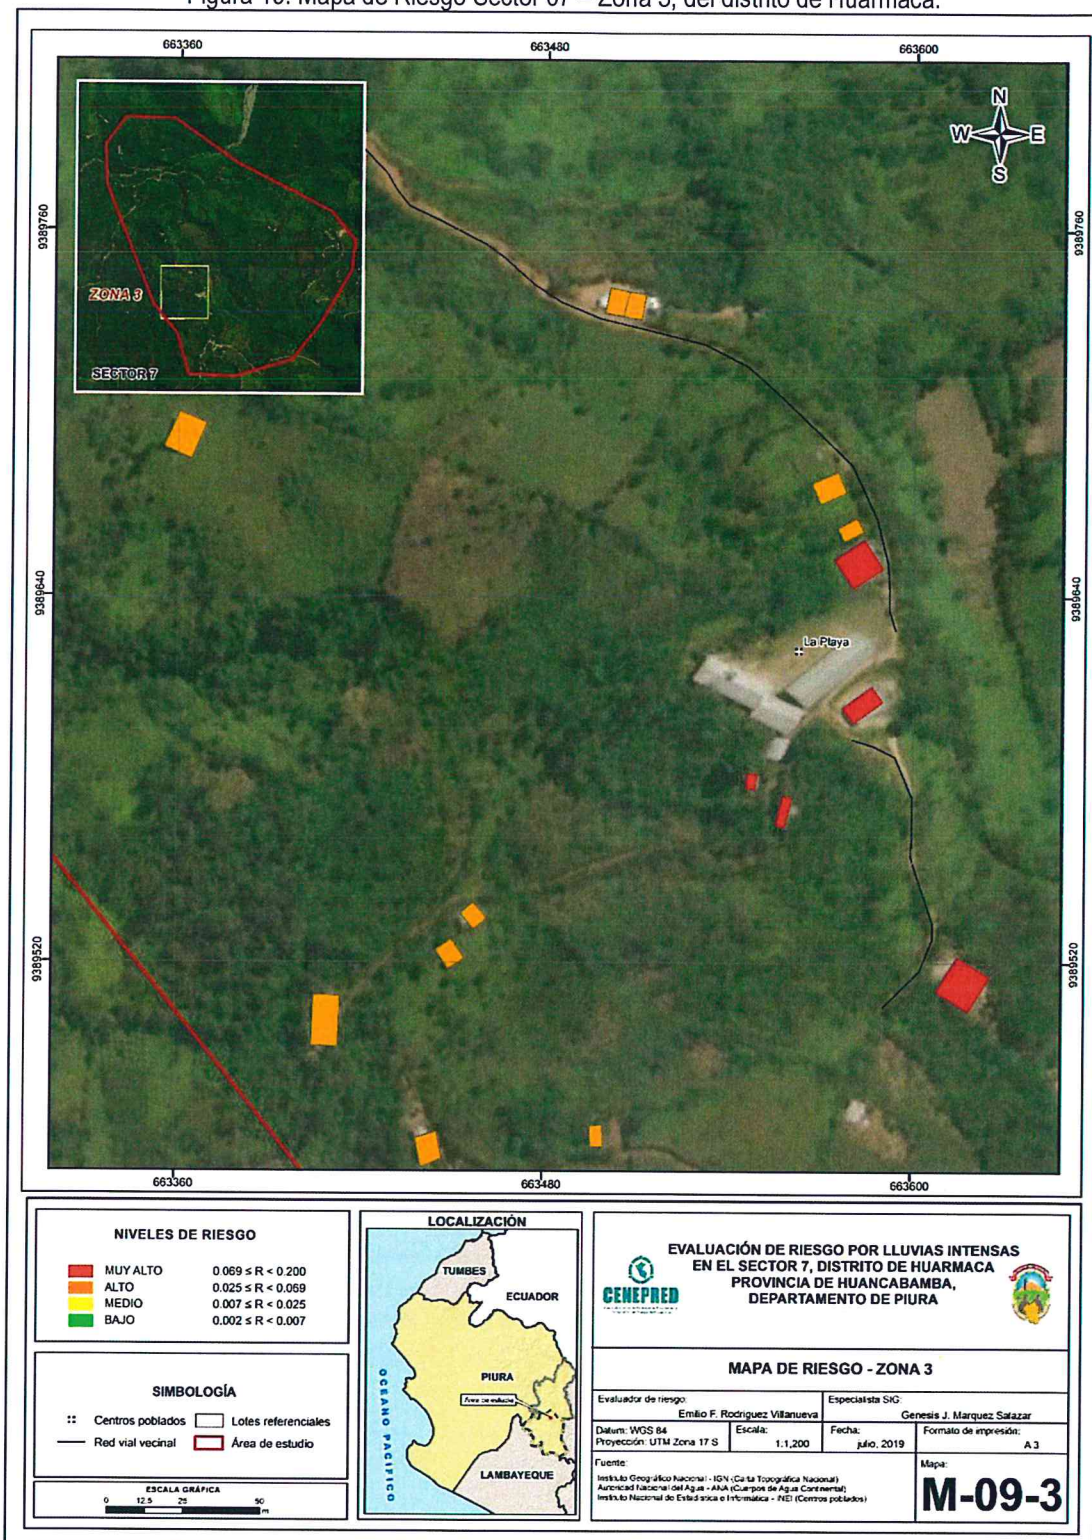 Figura 19. Mapa de Riesgo Sector 07 – Zona 3, del distrito de Huarmaca.
663360 663480 663600
N
W E
S
9389760 9389760
ZONA 3
SECTOR 7
9389640 9389640
La Playa
9389520 9389520
663360 663480 663600
NIVELES DE RIESGO
MUY ALTO 0.069 ≤ R < 0.200
ALTO 0.025 ≤ R < 0.069
MEDIO 0.007 ≤ R < 0.025
BAJO 0.002 ≤ R < 0.007
SIMBOLOGÍA
Centros poblados Lotes referenciales
Red vial vecinal Área de estudio
ESCALA GRÁFICA
0 12.5 25 50
m
LOCALIZACIÓN
TUMBES
ECUADOR
PIURA
Área de estudio
OCEANO PACIFICO
LAMBAYEQUE
CENEPRED
EVALUACIÓN DE RIESGO POR LLUVIAS INTENSAS
EN EL SECTOR 7, DISTRITO DE HUARMACA
PROVINCIA DE HUANCABAMBA,
DEPARTAMENTO DE PIURA
MAPA DE RIESGO - ZONA 3
Evaluador de riesgo:
Emilio F. Rodriguez Villanueva
Especialista SIG:
Genesis J. Marquez Salazar
Datum: WGS 84
Proyección: UTM Zona 17 S
Escala:
1:1,200
Fecha:
julio, 2019
Formato de impresión:
A3
Fuente:
Instituto Geográfico Nacional - IGN (Carta Topográfica Nacional)
Autoridad Nacional del Agua - ANA (Cuerpos de Agua Continental)
Instituto Nacional de Estadística e Informática - INEI (Centros poblados)
Mapa:
M-09-3